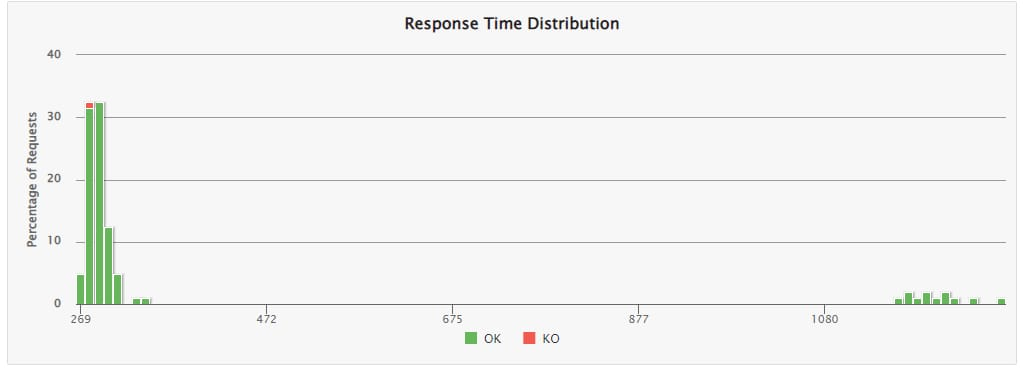 Response Time Distribution
40
30
20
10
0
Percentage of Requests
269 472 675 877 1080
OK KO